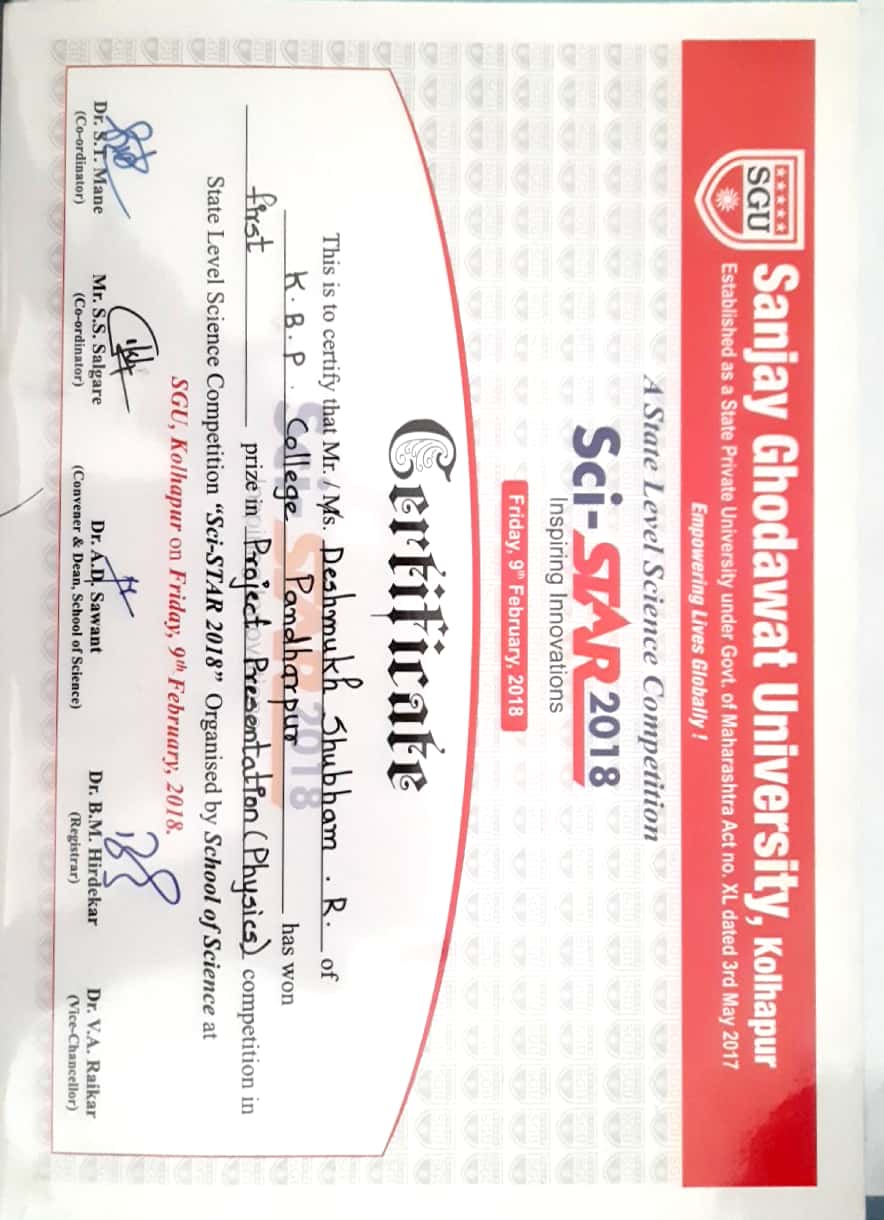 SGU
Sanjay Ghodawat University, Kolhapur
Established as a State Private University under Govt. of Maharashtra Act no. XL dated 3rd May 2017
Empowering Lives Globally !
A State Level Science Competition
Sci-STAR 2018
Inspiring Innovations
Friday, 9th February, 2018
Certificate
This is to certify that Mr. / Ms. Deshmukh Shubham . R. of
K. B. P. College Pandharpur has won
first prize in Project Presentation (Physics) competition in
State Level Science Competition “Sci-STAR 2018” Organised by School of Science at
SGU, Kolhapur on Friday, 9th February, 2018.
Dr. S.T. Mane Mr. S.S. Salgare Dr. A.D. Sawant Dr. B.M. Hirdekar Dr. V.A. Raikar
(Co-ordinator) (Co-ordinator) (Convener & Dean, School of Science) (Registrar) (Vice-Chancellor)